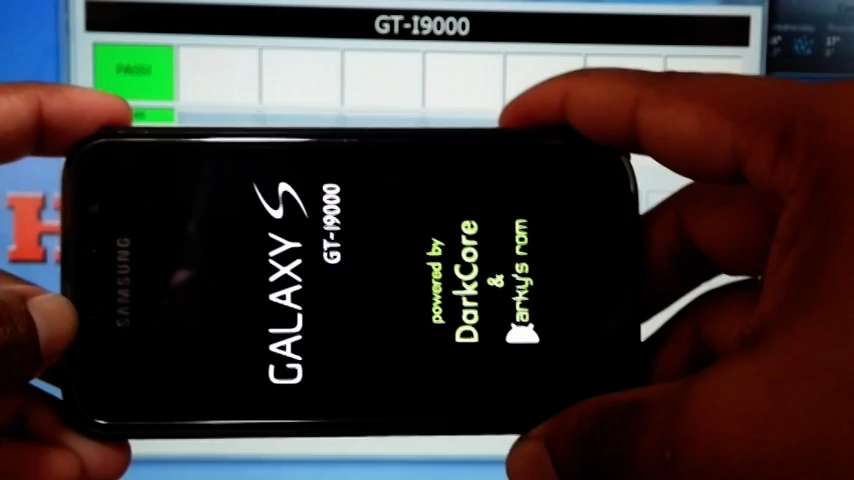 GT-I9000
PASS!
SAMSUNG
GALAXY S
GT-I9000
powered by
DarkCore
&
arky's rom